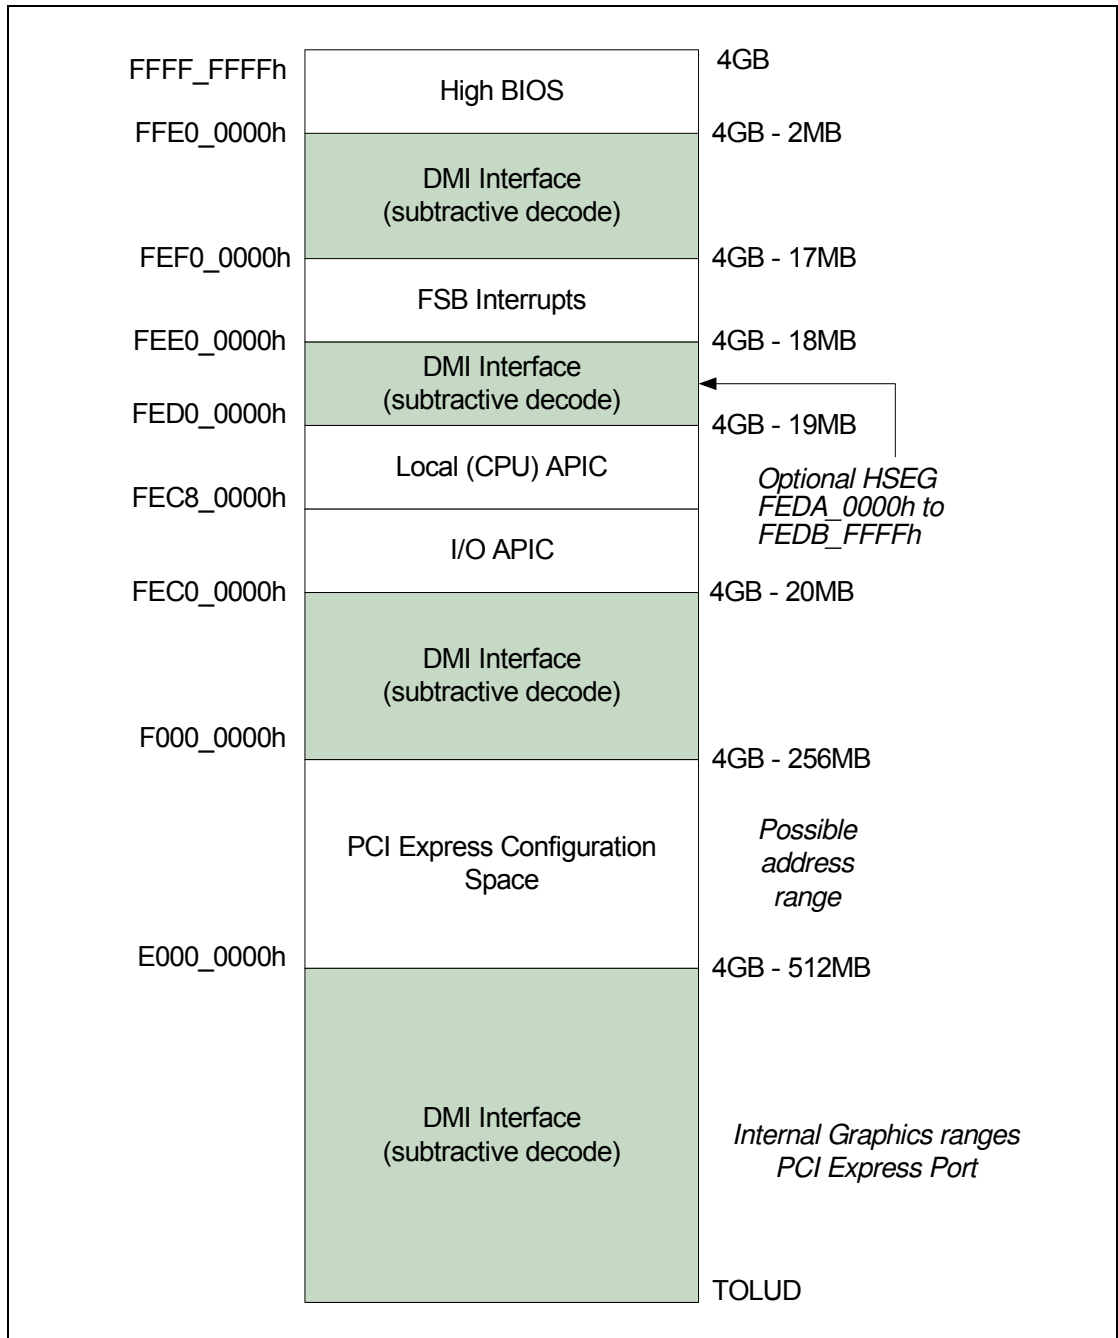 FFFF_FFFFh
4GB
High BIOS
FFE0_0000h
4GB - 2MB
DMI Interface
(subtractive decode)
FEF0_0000h
4GB - 17MB
FSB Interrupts
FEE0_0000h
4GB - 18MB
DMI Interface
(subtractive decode)
FED0_0000h
4GB - 19MB
Local (CPU) APIC
Optional HSEG
FEDA_0000h to
FEDB_FFFFh
FEC8_0000h
I/O APIC
FEC0_0000h
4GB - 20MB
DMI Interface
(subtractive decode)
F000_0000h
4GB - 256MB
PCI Express Configuration
Space
Possible
address
range
E000_0000h
4GB - 512MB
DMI Interface
(subtractive decode)
Internal Graphics ranges
PCI Express Port
TOLUD